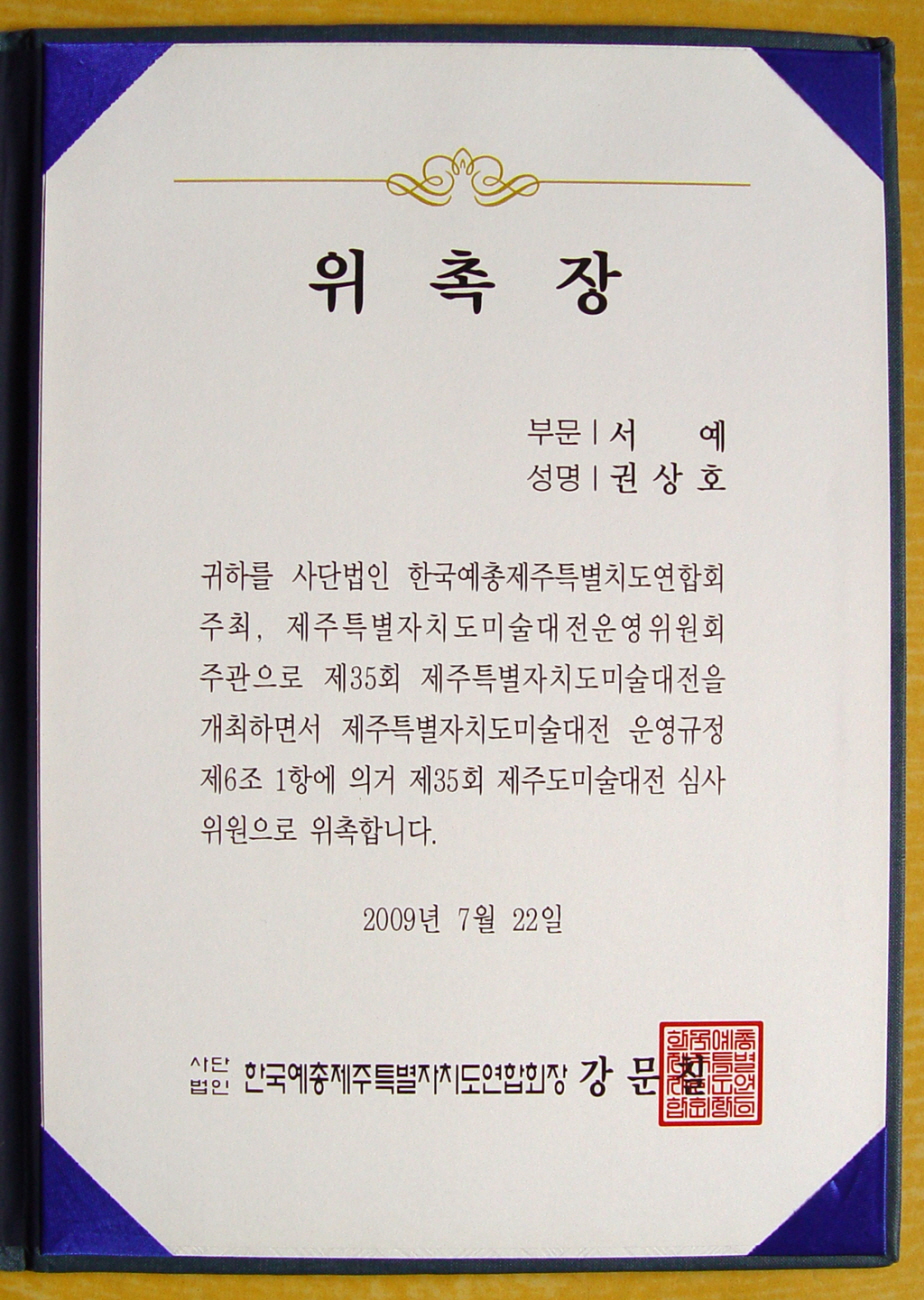 위 촉 장
부문 | 서 예
성명 | 권 상 호
귀하를 사단법인 한국예총제주특별치도연합회
주최, 제주특별자치도미술대전운영위원회
주관으로 제35회 제주특별자치도미술대전을
개최하면서 제주특별자치도미술대전 운영규정
제6조 1항에 의거 제35회 제주도미술대전 심사
위원으로 위촉합니다.
2009년 7월 22일
사단법인 한국예총제주특별자치도연합회장 강 문